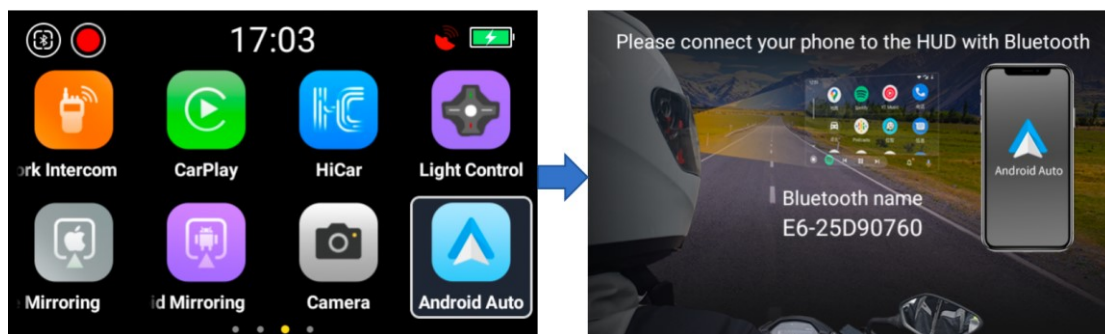 17:03
ork Intercom
CarPlay
HiCar
Light Control
Mirroring
id Mirroring
Camera
Android Auto
Please connect your phone to the HUD with Bluetooth
Bluetooth name
E6-25D90760
Android Auto